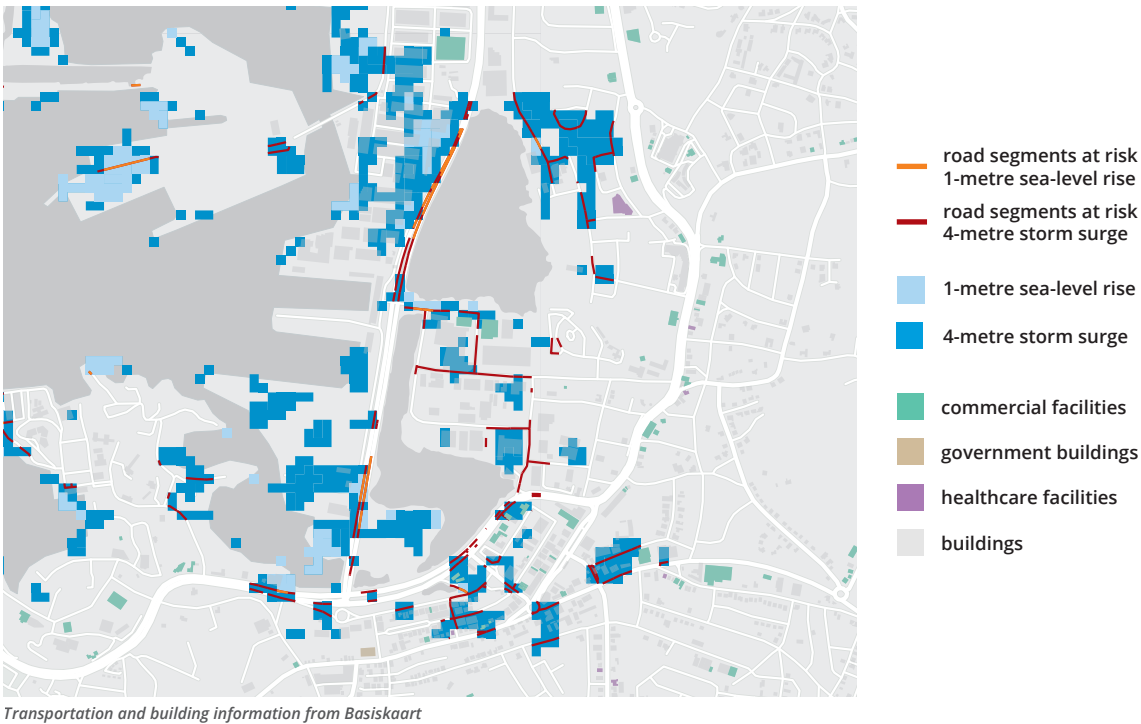 road segments at risk
1-metre sea-level rise
road segments at risk
4-metre storm surge
1-metre sea-level rise
4-metre storm surge
commercial facilities
government buildings
healthcare facilities
buildings
Transportation and building information from Basiskaart